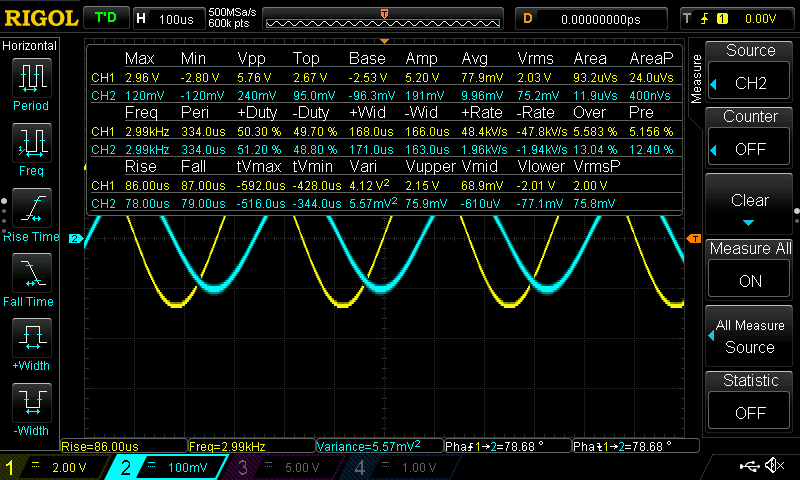 RIGOL T'D H 100us 500MSa/s 600k pts T D 0.00000000ps T 1 0.00V
Horizontal
Period
Freq
Rise Time
Fall Time
+Width
-Width
Max Min Vpp Top Base Amp Avg Vrms Area AreaP
CH1 2.96 V -2.80 V 5.76 V 2.67 V -2.53 V 5.20 V 77.9mV 2.03 V 93.2uVs 24.0uVs
CH2 120mV -120mV 240mV 95.0mV -96.3mV 191mV 9.96mV 75.2mV 11.9uVs 400nVs
Freq Peri +Duty -Duty +Wid -Wid +Rate -Rate Over Pre
CH1 2.99kHz 334.0us 50.30 % 49.70 % 168.0us 166.0us 48.4kV/s -47.8kV/s 5.583 % 5.156 %
CH2 2.99kHz 334.0us 51.20 % 48.80 % 171.0us 163.0us 1.96kV/s -1.94kV/s 13.04 % 12.40 %
Rise Fall tVmax tVmin Vari Vupper Vmid Vlower VrmsP
CH1 86.00us 87.00us -592.0us -428.0us 4.12 V² 2.15 V 68.9mV -2.01 V 2.00 V
CH2 78.00us 79.00us -516.0us -344.0us 5.57mV² 75.9mV -610uV -77.1mV 75.8mV
2
T
Measure
Source
CH2
Counter
OFF
Clear
Measure All
ON
All Measure
Source
Statistic
OFF
Rise=86.00us Freq=2.99kHz Variance=5.57mV² Pha1→2=78.68 ° Pha1→2=78.68 °
1 2.00 V 2 100mV 3 5.00 V 4 1.00 V